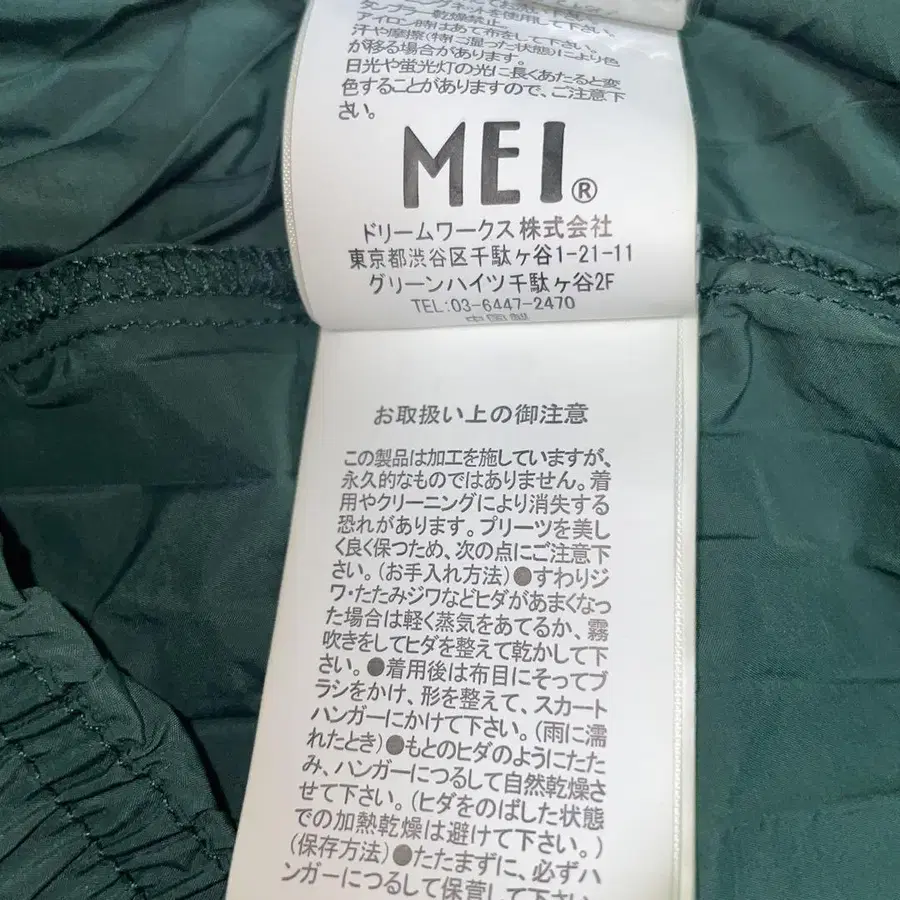 タンブラー乾燥禁止。
アイロン時はあて布をして下さい。
汗や摩擦(特に湿った状態)により色
が移る場合があります。
日光や蛍光灯の光に長くあたると変
色することがありますので、ご注意下
さい。
MEI®
ドリームワークス株式会社
東京都渋谷区千駄ヶ谷1-21-11
グリーンハイツ千駄ヶ谷2F
TEL:03-6447-2470
中国製
お取扱い上の御注意
この製品は加工を施していますが、
永久的なものではありません。着
用やクリーニングにより消失する
恐れがあります。プリーツを美し
く良く保つため、次の点にご注意下
さい。(お手入れ方法)●すわりジ
ワ・たたみジワなどヒダがあまくなっ
た場合は軽く蒸気をあてるか、霧
吹きをしてヒダを整えて乾かして下
さい。●着用後は布目にそってブ
ラシをかけ、形を整えて、スカート
ハンガーにかけて下さい。(雨に濡
れたとき)●もとのヒダのようにたた
み、ハンガーにつるして自然乾燥さ
せて下さい。(ヒダをのばした状態
での加熱乾燥は避けて下さい。)
(保存方法)●たたまずに、必ずハ
ンガーにつるして保菅して下さい